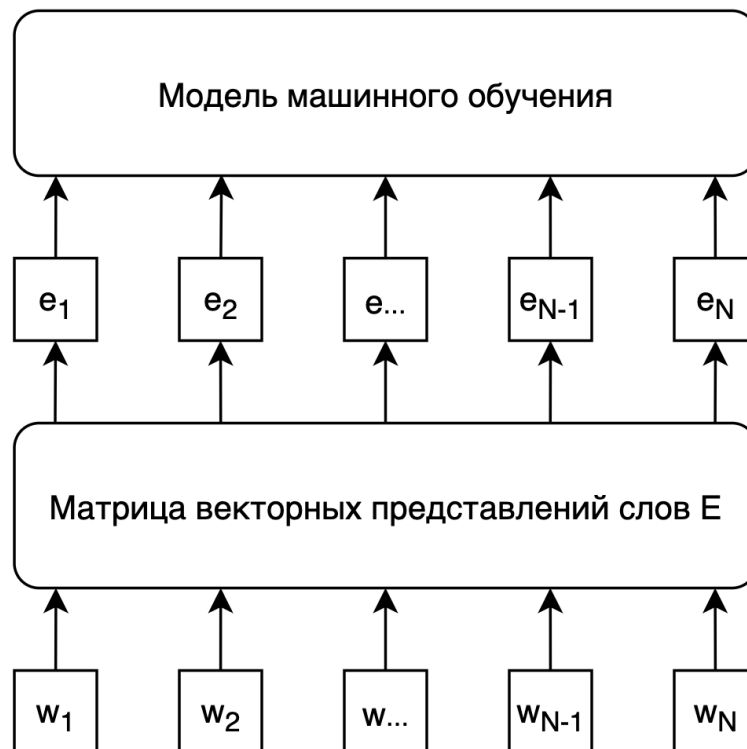 Модель машинного обучения
e1 e2 e... eN-1 eN
Матрица векторных представлений слов E
w1 w2 w... wN-1 wN